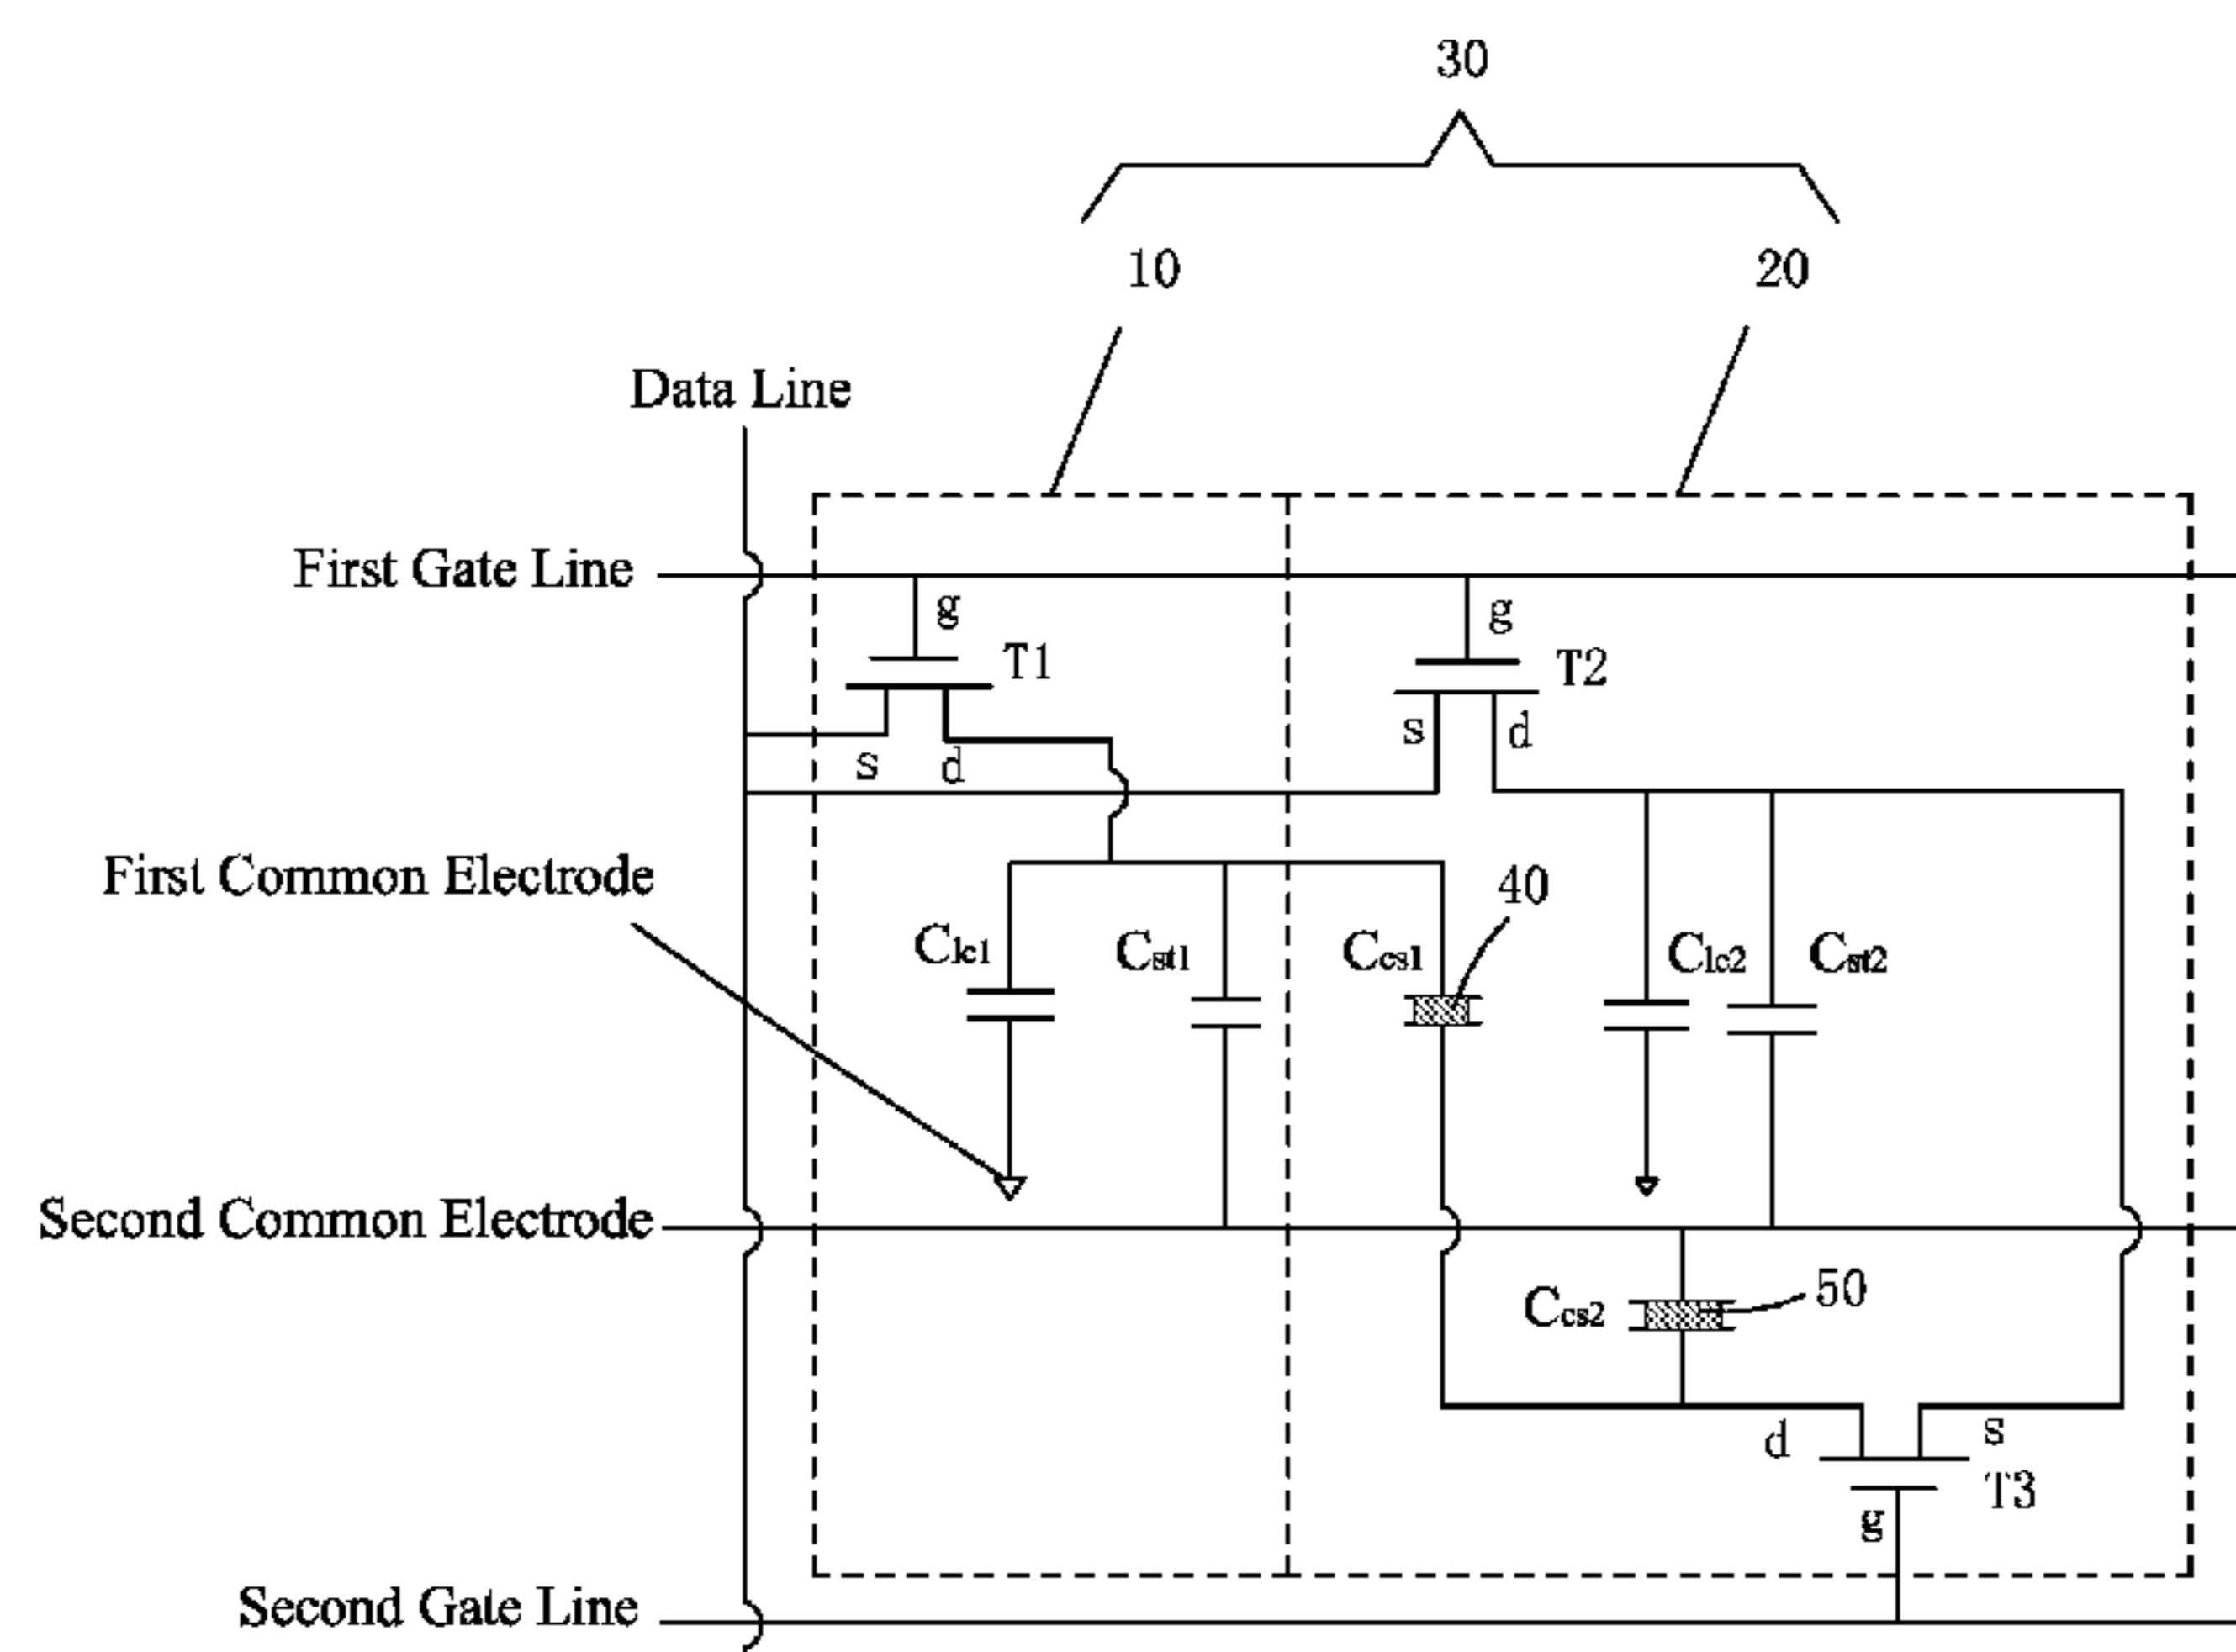 30
10
20
Data Line
First Gate Line
g
T1
g
T2
s
d
s
d
First Common Electrode
40
Clc1
Cst1
Ccs1
Clc2
Cst2
Second Common Electrode
Ccs2
50
d
s
T3
g
Second Gate Line